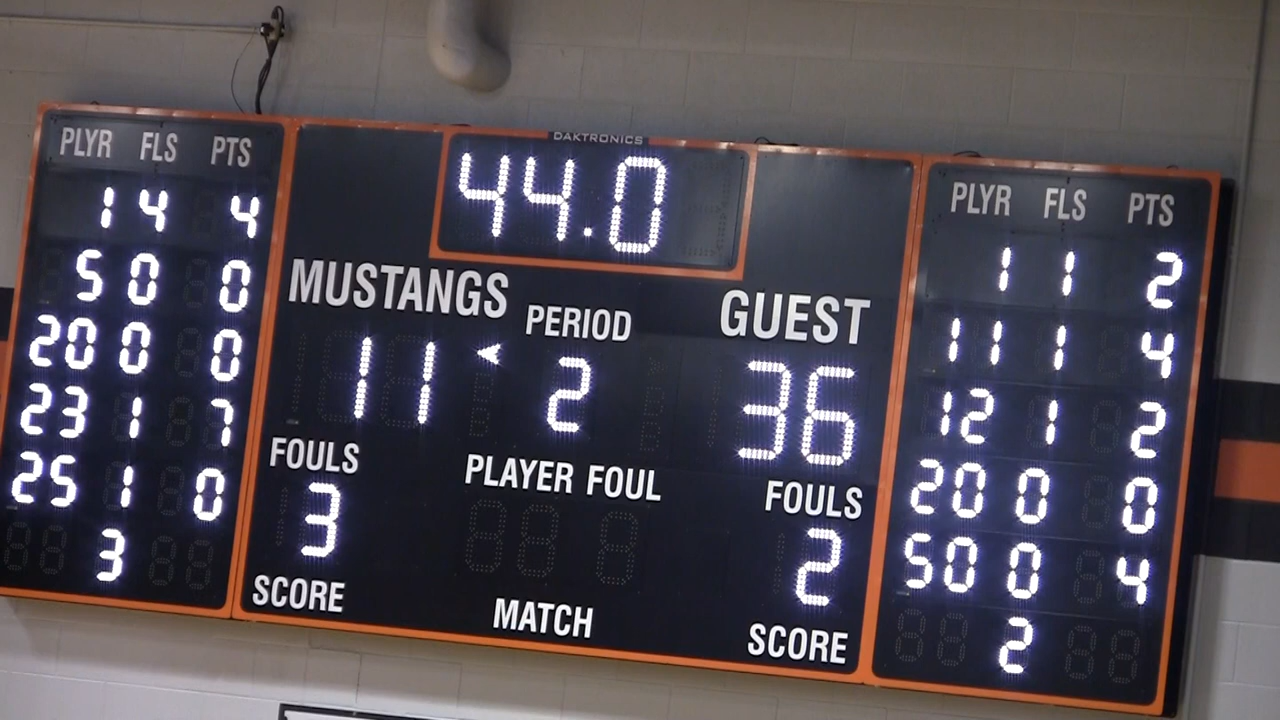 DAKTRONICS
44.0
PLYR FLS PTS
1 4 4
5 0 0
20 0 0
23 1 7
25 1 0
3
MUSTANGS PERIOD GUEST
11 2 36
FOULS PLAYER FOUL FOULS
3 2
SCORE MATCH SCORE
PLYR FLS PTS
1 1 2
11 1 4
12 1 2
20 0 0
50 0 4
2